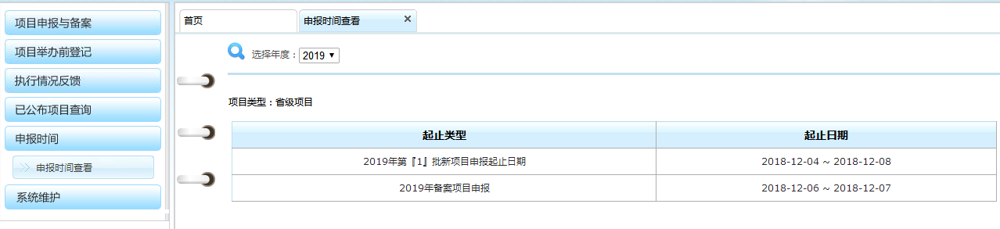 项目申报与备案
项目举办前登记
执行情况反馈
已公布项目查询
申报时间
申报时间查看
系统维护
首页
申报时间查看
选择年度：2019
项目类型：省级项目
起止类型 起止日期
2019年第『1』批新项目申报起止日期 2018-12-04 ~ 2018-12-08
2019年备案项目申报 2018-12-06 ~ 2018-12-07